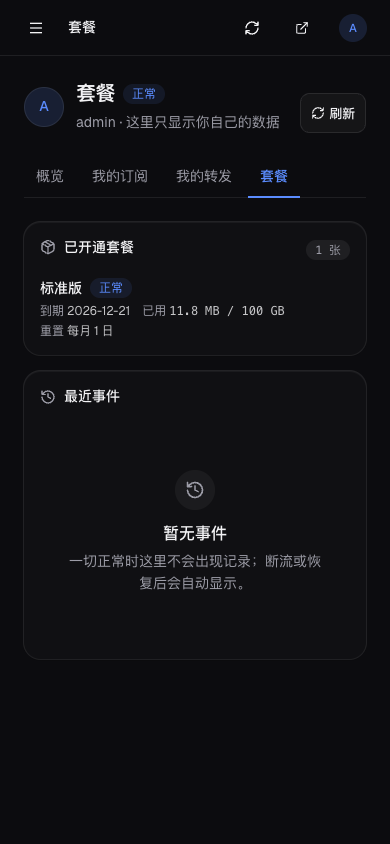 套餐
A
A
套餐 正常
admin · 这里只显示你自己的数据
刷新
概览 我的订阅 我的转发 套餐
已开通套餐 1 张
标准版 正常
到期 2026-12-21 已用 11.8 MB / 100 GB
重置 每月 1 日
最近事件
暂无事件
一切正常时这里不会出现记录；断流或恢
复后会自动显示。